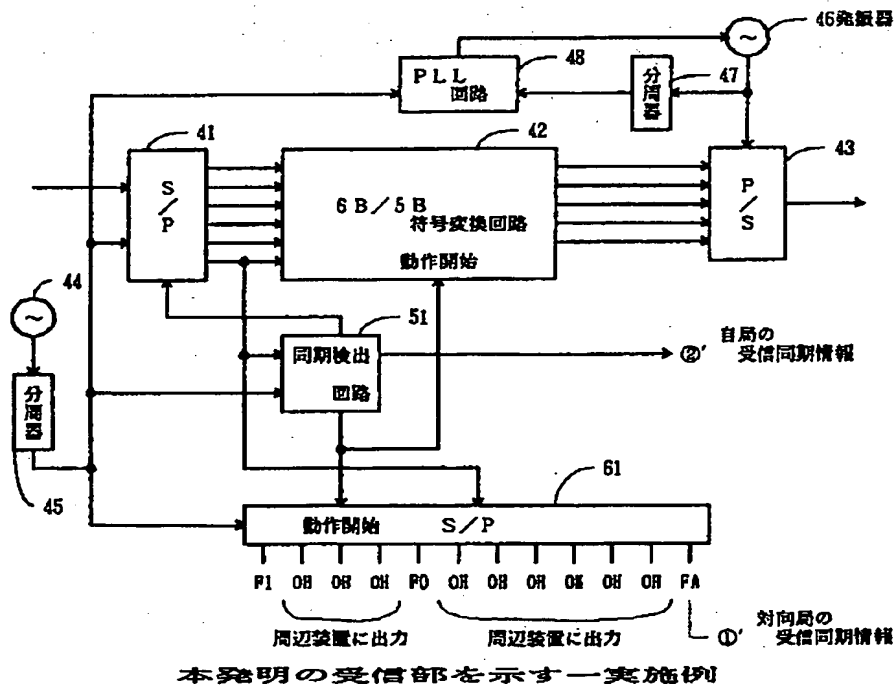 46発振器
48
47
PLL
回路
分周器
41
42
43
S/P
6B/5B
符号変換回路
動作開始
P/S
44
51
同期検出
回路
②' 自局の
受信同期情報
分周器
45
61
動作開始 S/P
F1 OH OH OH F0 OH OH OH OH OH OH FA
周辺装置に出力 周辺装置に出力
①' 対向局の
受信同期情報
本発明の受信部を示す一実施例